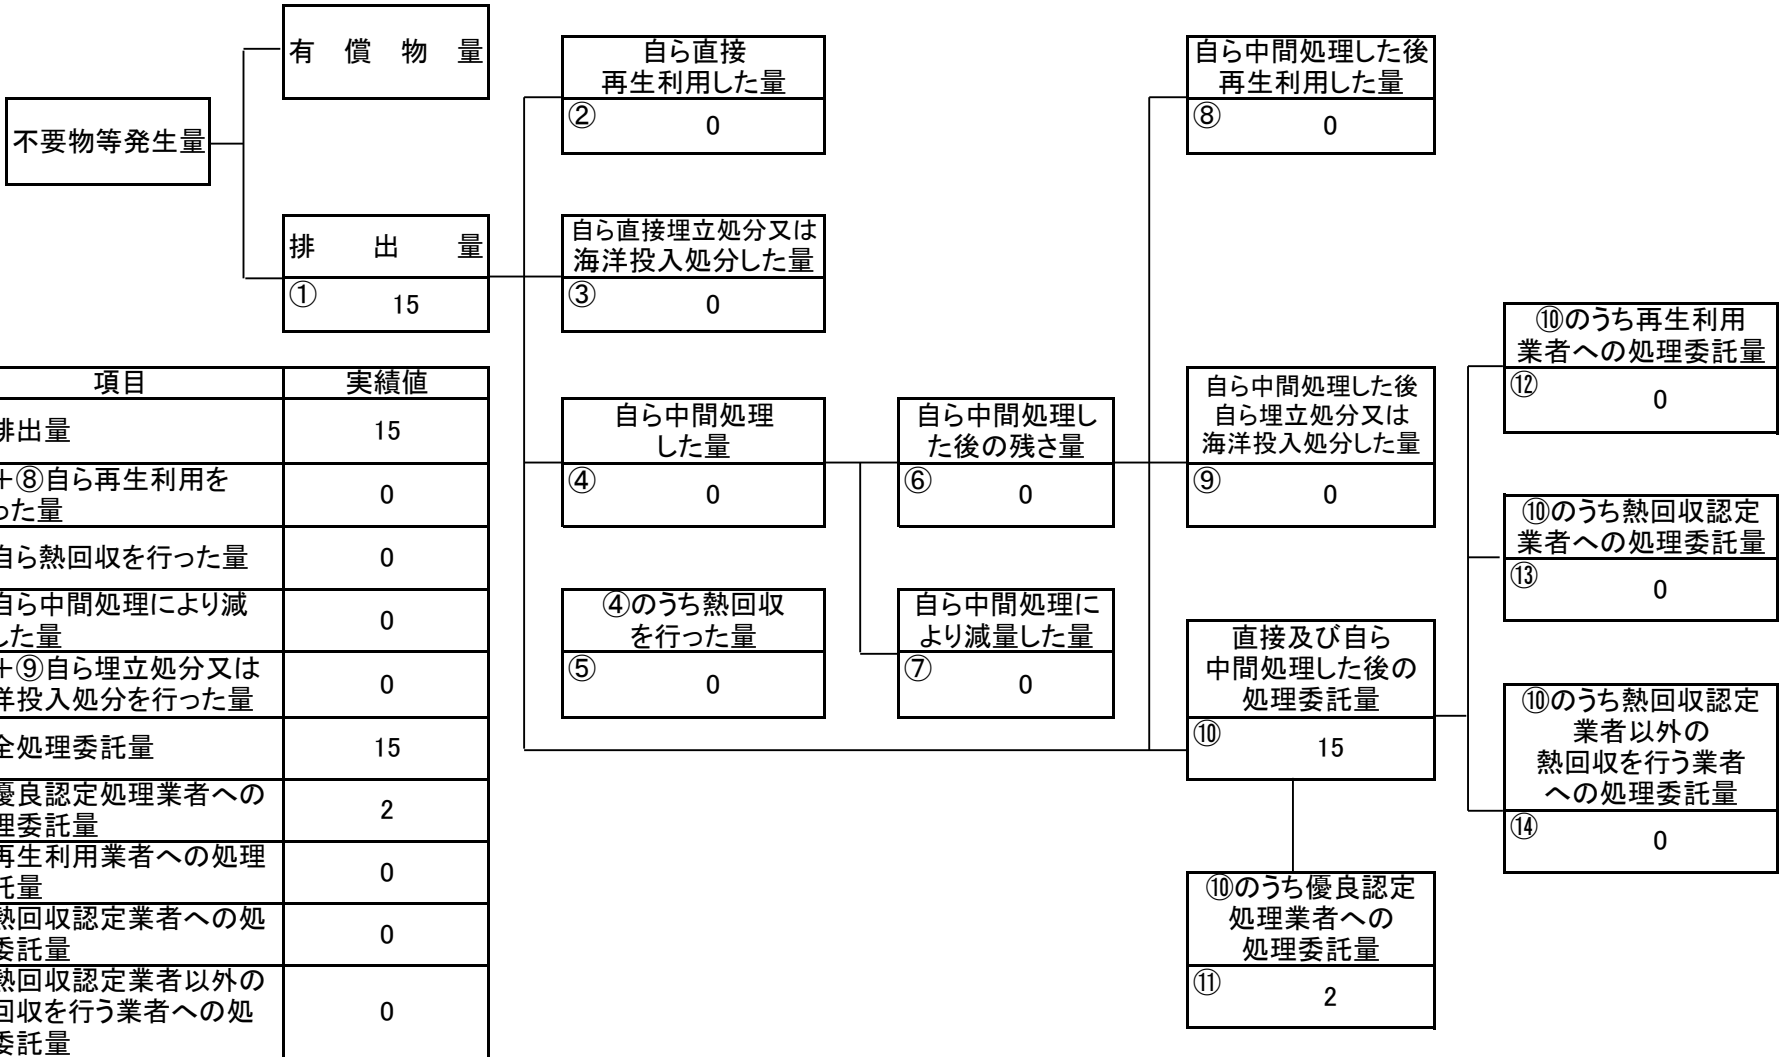 有償物量
不要物等発生量
排出量
① 15
自ら直接
再生利用した量
② 0
自ら直接埋立処分又は
海洋投入処分した量
③ 0
自ら中間処理
した量
④ 0
④のうち熱回収
を行った量
⑤ 0
自ら中間処理し
た後の残さ量
⑥ 0
自ら中間処理に
より減量した量
⑦ 0
自ら中間処理した後
再生利用した量
⑧ 0
自ら中間処理した後
自ら埋立処分又は
海洋投入処分した量
⑨ 0
直接及び自ら
中間処理した後の
処理委託量
⑩ 15
⑩のうち優良認定
処理業者への
処理委託量
⑪ 2
⑩のうち再生利用
業者への処理委託量
⑫ 0
⑩のうち熱回収認定
業者への処理委託量
⑬ 0
⑩のうち熱回収認定
業者以外の
熱回収を行う業者
への処理委託量
⑭ 0
項目 実績値
排出量 15
+⑧自ら再生利用を
った量 0
自ら熱回収を行った量 0
自ら中間処理により減
した量 0
+⑨自ら埋立処分又は
洋投入処分を行った量 0
全処理委託量 15
優良認定処理業者への
理委託量 2
再生利用業者への処理
託量 0
熱回収認定業者への処
委託量 0
熱回収認定業者以外の
回収を行う業者への処
委託量 0